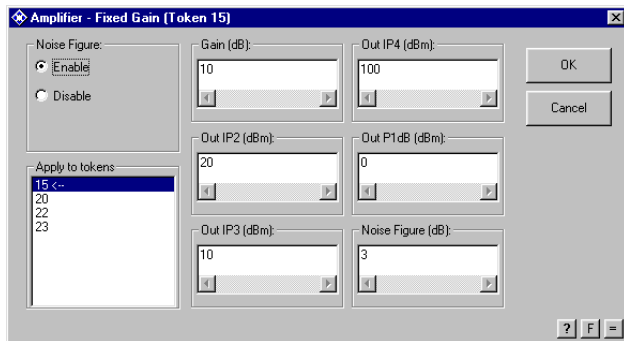 Amplifier - Fixed Gain (Token 15)
Noise Figure:
Enable
Disable
Apply to tokens
15 <--
20
22
23
Gain (dB):
10
Out IP2 (dBm):
20
Out IP3 (dBm):
10
Out IP4 (dBm):
100
Out P1dB (dBm):
0
Noise Figure (dB):
3
OK
Cancel
? F =